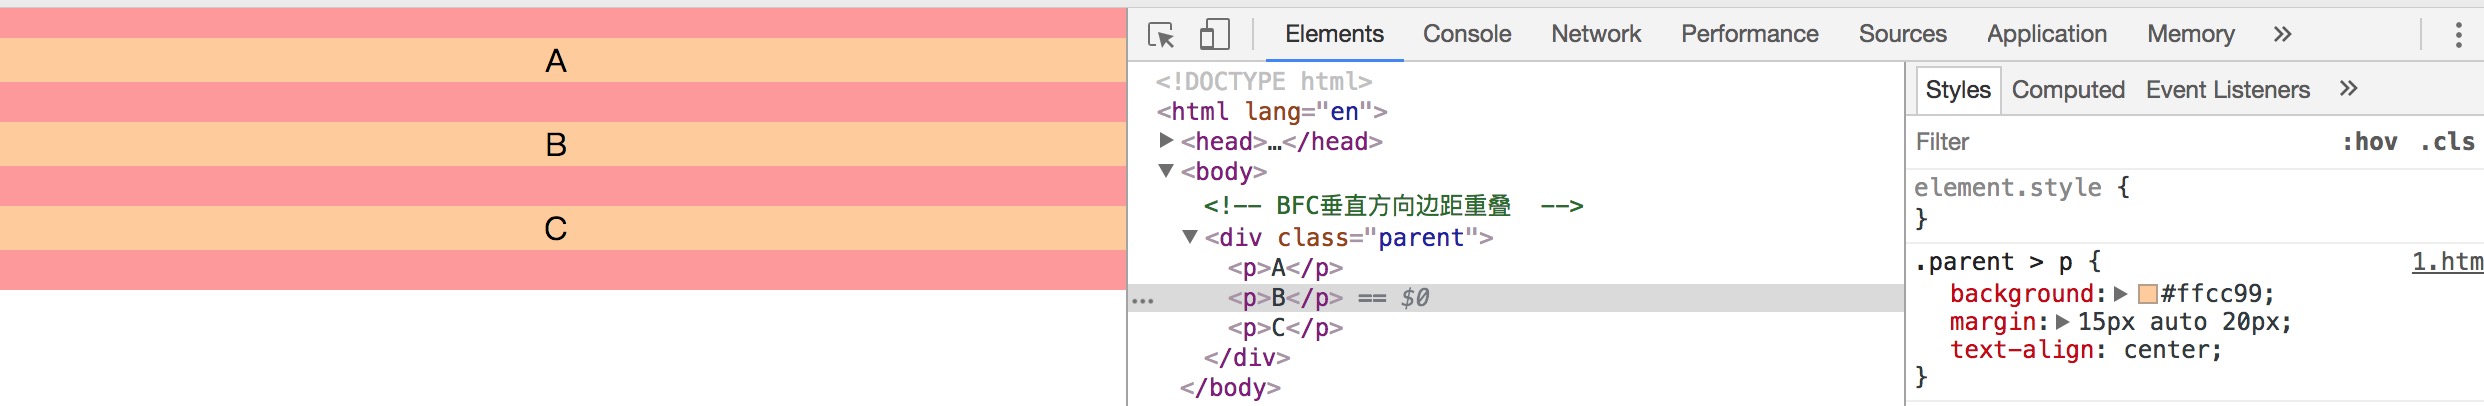 A
B
C
Elements Console Network Performance Sources Application Memory »
<!DOCTYPE html>
<html lang="en">
▶<head>…</head>
▼<body>
<!-- BFC垂直方向边距重叠 -->
▼<div class="parent">
<p>A</p>
… <p>B</p> == $0
<p>C</p>
</div>
</body>
Styles Computed Event Listeners »
Filter :hov .cls
element.style {
}
.parent > p { 1.htm
background:▶#ffcc99;
margin:▶15px auto 20px;
text-align: center;
}